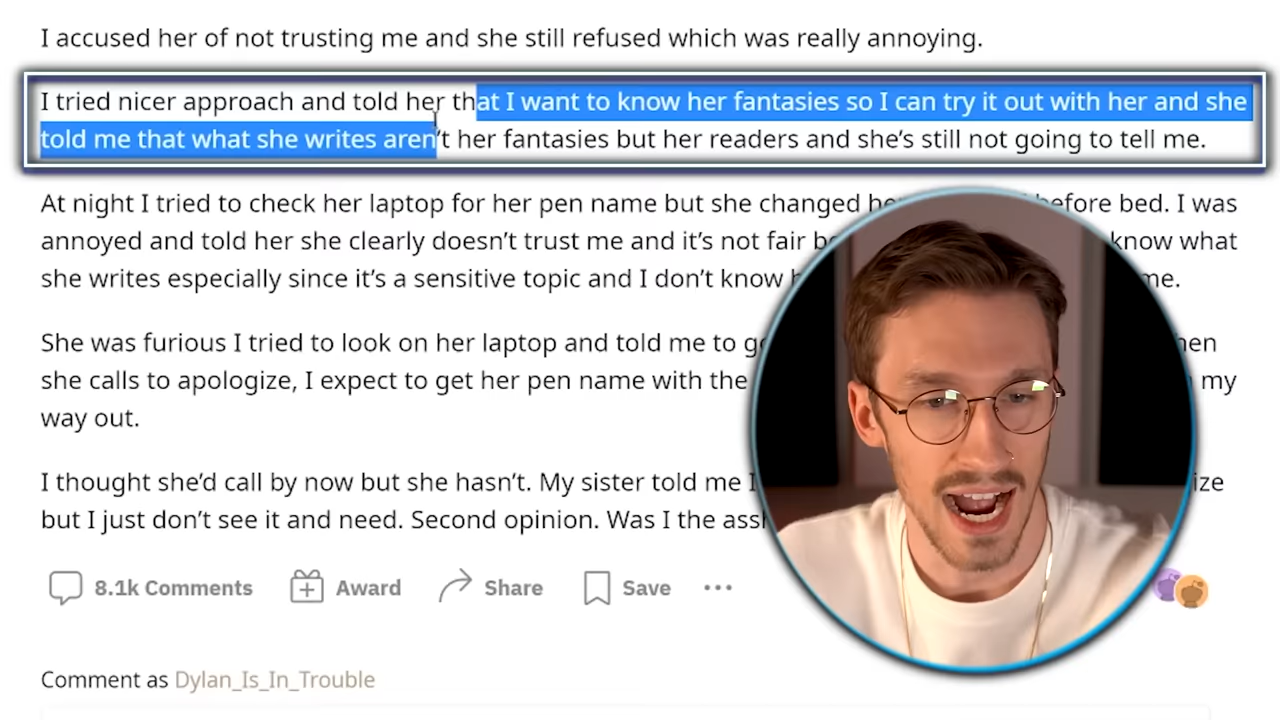 I accused her of not trusting me and she still refused which was really annoying.
I tried nicer approach and told her that I want to know her fantasies so I can try it out with her and she
told me that what she writes aren't her fantasies but her readers and she's still not going to tell me.
At night I tried to check her laptop for her pen name but she changed before bed. I was
annoyed and told her she clearly doesn't trust me and it's not fair know what
she writes especially since it's a sensitive topic and I don't know
She was furious I tried to look on her laptop and told me to
she calls to apologize, I expect to get her pen name with the my
way out.
I thought she'd call by now but she hasn't. My sister told me I
but I just don't see it and need. Second opinion. Was I the
8.1k Comments Award Share Save
Comment as Dylan_Is_In_Trouble